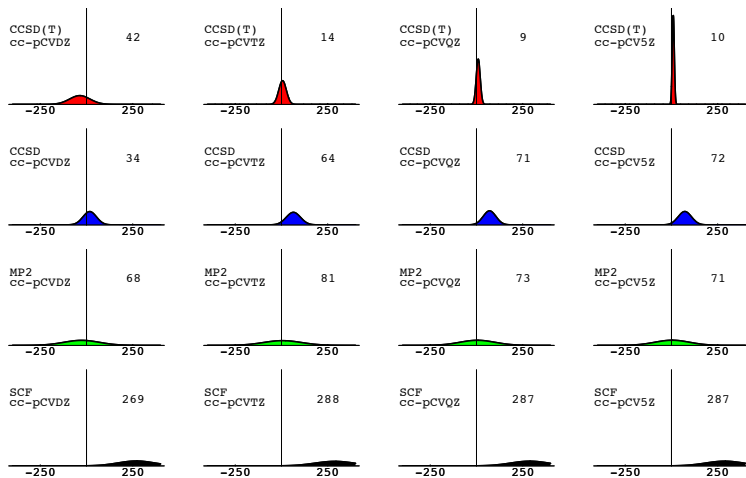 CCSD(T) CCSD(T) CCSD(T) CCSD(T)
cc-pCVDZ 42 cc-pCVTZ 14 cc-pCVQZ 9 cc-pCV5Z 10
-250 250 -250 250 -250 250 -250 250
CCSD CCSD CCSD CCSD
cc-pCVDZ 34 cc-pCVTZ 64 cc-pCVQZ 71 cc-pCV5Z 72
-250 250 -250 250 -250 250 -250 250
MP2 MP2 MP2 MP2
cc-pCVDZ 68 cc-pCVTZ 81 cc-pCVQZ 73 cc-pCV5Z 71
-250 250 -250 250 -250 250 -250 250
SCF SCF SCF SCF
cc-pCVDZ 269 cc-pCVTZ 288 cc-pCVQZ 287 cc-pCV5Z 287
-250 250 -250 250 -250 250 -250 250